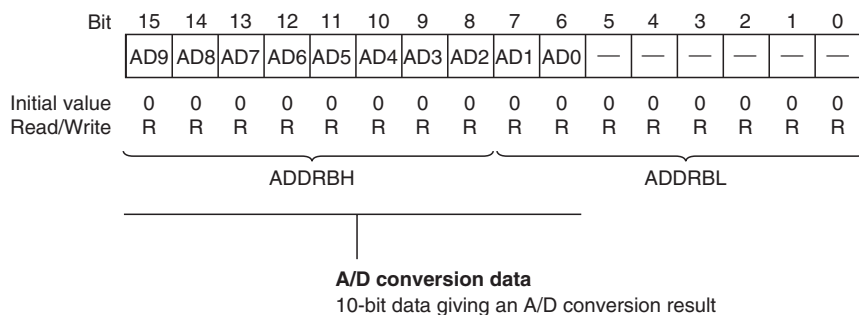 Bit 15 14 13 12 11 10 9 8 7 6 5 4 3 2 1 0
AD9 AD8 AD7 AD6 AD5 AD4 AD3 AD2 AD1 AD0 — — — — — —
Initial value 0 0 0 0 0 0 0 0 0 0 0 0 0 0 0 0
Read/Write R R R R R R R R R R R R R R R R
ADDRBH ADDRBL
A/D conversion data
10-bit data giving an A/D conversion result